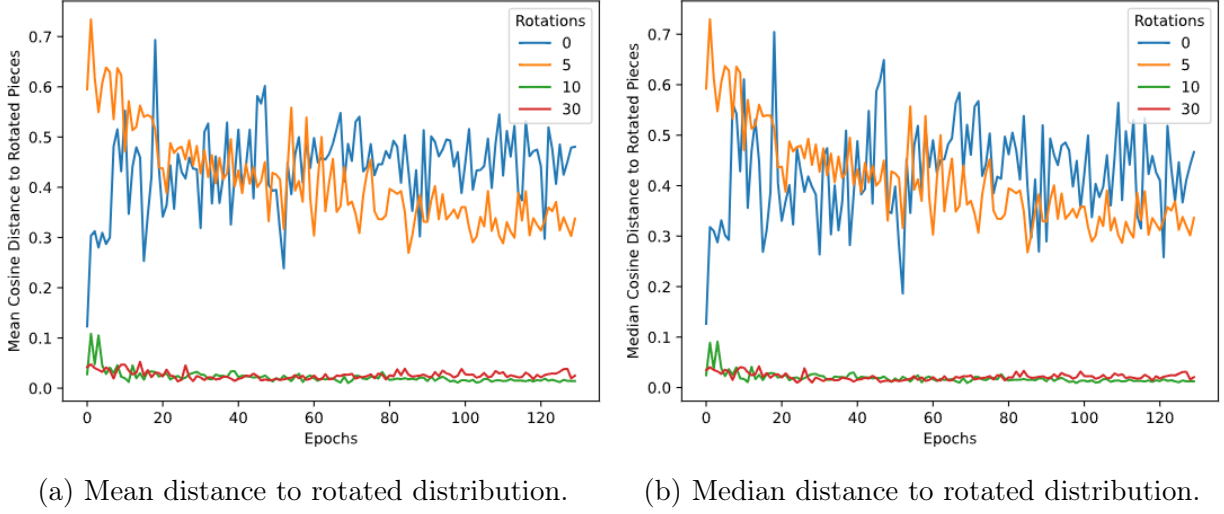 Mean Cosine Distance to Rotated Pieces
0.7
0.6
0.5
0.4
0.3
0.2
0.1
0.0
Rotations
0
5
10
30
0 20 40 60 80 100 120
Epochs
(a) Mean distance to rotated distribution.
Median Cosine Distance to Rotated Pieces
0.7
0.6
0.5
0.4
0.3
0.2
0.1
0.0
Rotations
0
5
10
30
0 20 40 60 80 100 120
Epochs
(b) Median distance to rotated distribution.